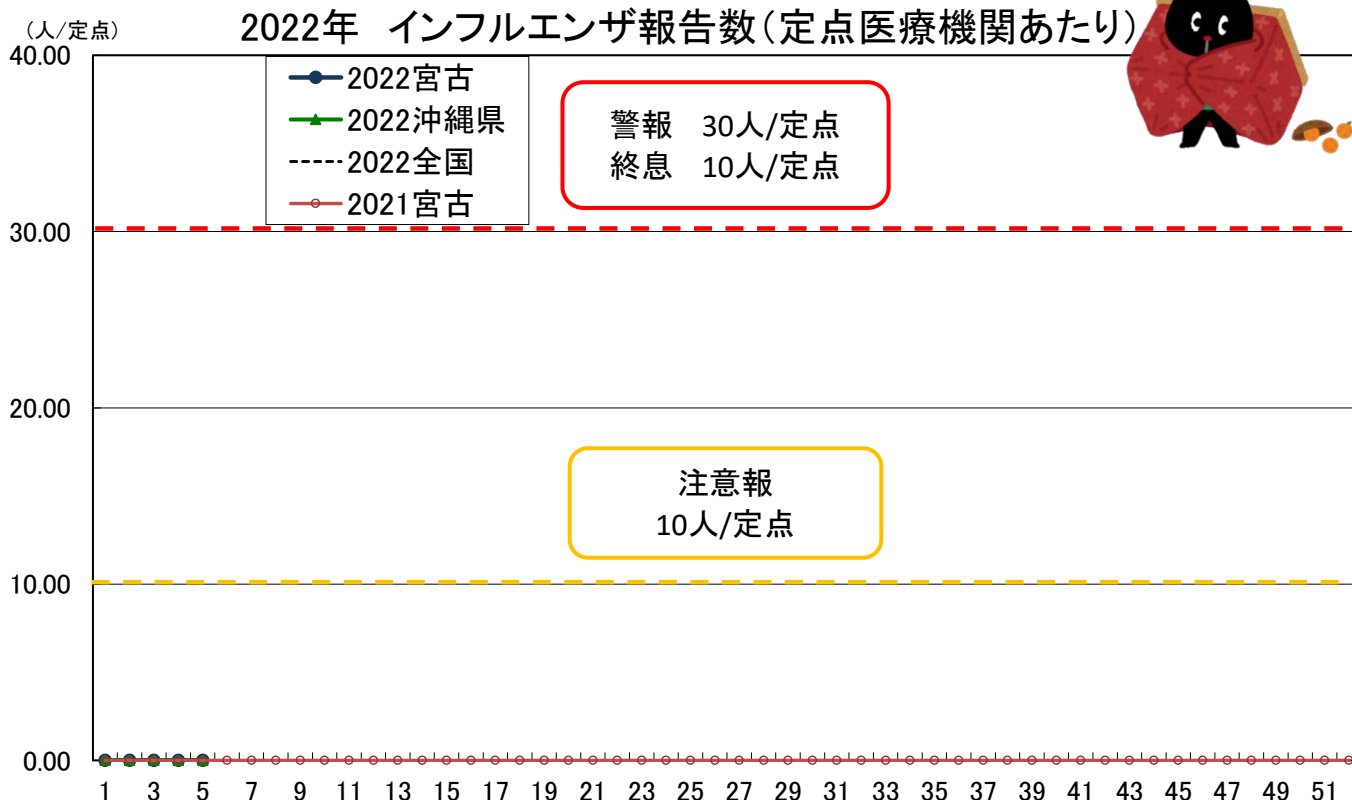 2022年　インフルエンザ報告数（定点医療機関あたり）
（人/定点）
40.00
30.00
20.00
10.00
0.00
2022宮古
2022沖縄県
2022全国
2021宮古
警報　30人/定点
終息　10人/定点
注意報
10人/定点
1 3 5 7 9 11 13 15 17 19 21 23 25 27 29 31 33 35 37 39 41 43 45 47 49 51